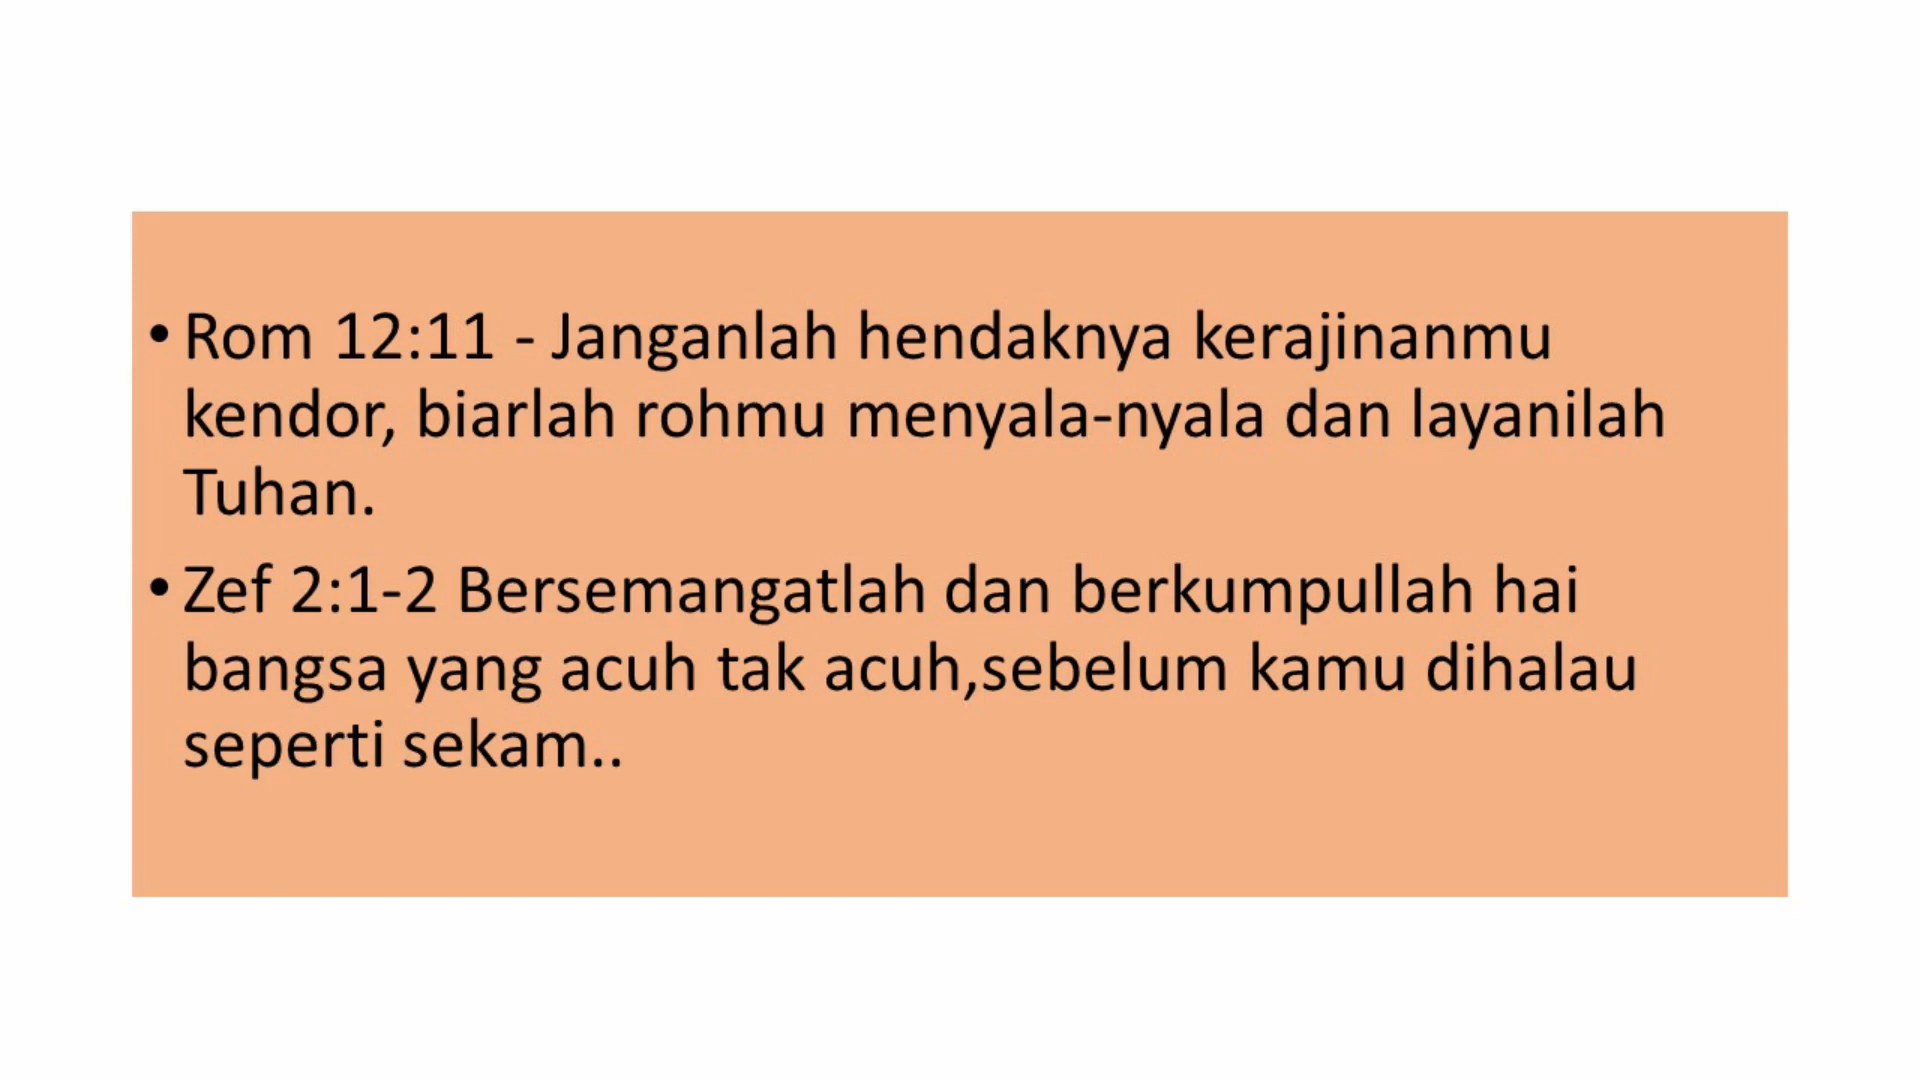 • Rom 12:11 - Janganlah hendaknya kerajinanmu
kendor, biarlah rohmu menyala-nyala dan layanilah
Tuhan.
• Zef 2:1-2 Bersemangatlah dan berkumpullah hai
bangsa yang acuh tak acuh,sebelum kamu dihalau
seperti sekam..